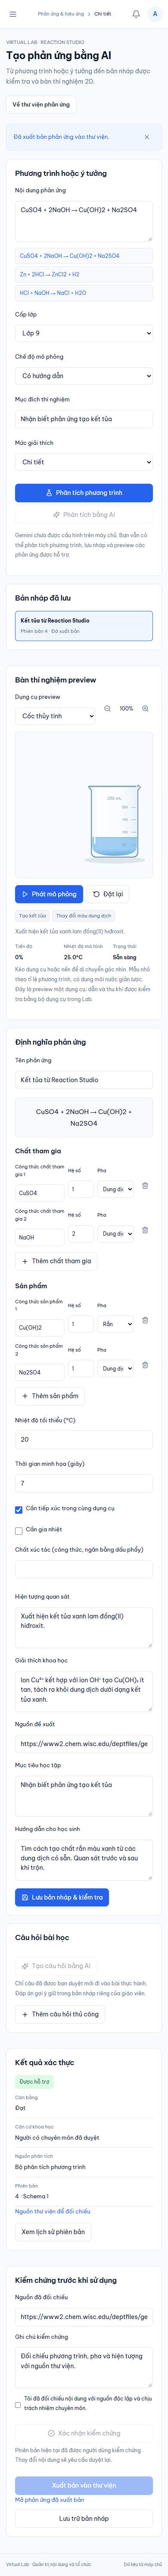 Phản ứng & hiệu ứng > Chi tiết
A
VIRTUAL LAB · REACTION STUDIO
Tạo phản ứng bằng AI
Từ phương trình hoặc ý tưởng đến bản nháp được
kiểm tra và bàn thí nghiệm 2D.
Về thư viện phản ứng
Đã xuất bản phản ứng vào thư viện.
Phương trình hoặc ý tưởng
Nội dung phản ứng
CuSO4 + 2NaOH → Cu(OH)2 + Na2SO4
CuSO4 + 2NaOH → Cu(OH)2 + Na2SO4
Zn + 2HCl → ZnCl2 + H2
HCl + NaOH → NaCl + H2O
Cấp lớp
Lớp 9
Chế độ mô phỏng
Có hướng dẫn
Mục đích thí nghiệm
Nhận biết phản ứng tạo kết tủa
Mức giải thích
Chi tiết
Phân tích phương trình
Phân tích bằng AI
Gemini chưa được cấu hình trên máy chủ. Bạn vẫn có
thể phân tích phương trình, lưu nháp và preview các
phản ứng được hỗ trợ.
Bản nháp đã lưu
Kết tủa từ Reaction Studio
Phiên bản 4 · Đã xuất bản
Bàn thí nghiệm preview
Dụng cụ preview
Cốc thủy tinh
100%
250 mL
Phát mô phỏng
Đặt lại
Tạo kết tủa
Thay đổi màu dung dịch
Xuất hiện kết tủa xanh lam đồng(II) hiđroxit.
Tiến độ
0%
Nhiệt độ mô hình
25.0°C
Trạng thái
Sẵn sàng
Kéo dụng cụ hoặc nền để di chuyển góc nhìn. Mẫu nhỏ
theo tỉ lệ phương trình, có dùng mức nước giản lược.
Đây là preview một dụng cụ; dẫn và thu khí được kiểm
tra bằng bộ dụng cụ trong Lab.
Định nghĩa phản ứng
Tên phản ứng
Kết tủa từ Reaction Studio
CuSO4 + 2NaOH → Cu(OH)2 +
Na2SO4
Chất tham gia
Công thức chất tham
gia 1
Hệ số
Pha
CuSO4
1
Dung dị
Công thức chất tham
gia 2
Hệ số
Pha
NaOH
2
Dung dị
Thêm chất tham gia
Sản phẩm
Công thức sản phẩm
1
Hệ số
Pha
Cu(OH)2
1
Rắn
Công thức sản phẩm
2
Hệ số
Pha
Na2SO4
1
Dung dị
Thêm sản phẩm
Nhiệt độ tối thiểu (°C)
20
Thời gian minh họa (giây)
7
Cần tiếp xúc trong cùng dụng cụ
Cần gia nhiệt
Chất xúc tác (công thức, ngăn bằng dấu phẩy)
Hiện tượng quan sát
Xuất hiện kết tủa xanh lam đồng(II)
hiđroxit.
Giải thích khoa học
Ion Cu²⁺ kết hợp với ion OH⁻ tạo Cu(OH)₂ ít
tan, tách ra khỏi dung dịch dưới dạng kết
tủa xanh.
Nguồn đề xuất
https://www2.chem.wisc.edu/deptfiles/ge
Mục tiêu học tập
Nhận biết phản ứng tạo kết tủa
Hướng dẫn cho học sinh
Tìm cách tạo chất rắn màu xanh từ các
dung dịch có sẵn. Quan sát trước và sau
khi trộn.
Lưu bản nháp & kiểm tra
Câu hỏi bài học
Tạo câu hỏi bằng AI
Chỉ câu đã được bạn duyệt mới đi vào bài thực hành.
Đáp án gợi ý giữ trong bản nháp riêng của giáo viên.
Thêm câu hỏi thủ công
Kết quả xác thực
Được hỗ trợ
Cân bằng
Đạt
Căn cứ khoa học
Người có chuyên môn đã duyệt
Nguồn phân tích
Bộ phân tích phương trình
Phiên bản
4 · Schema 1
Nguồn thư viện để đối chiếu
Xem lịch sử phiên bản
Kiểm chứng trước khi sử dụng
Nguồn đã đối chiếu
https://www2.chem.wisc.edu/deptfiles/ge
Ghi chú kiểm chứng
Đối chiếu phương trình, pha và hiện tượng
với nguồn thư viện.
Tôi đã đối chiếu nội dung với nguồn độc lập và chịu
trách nhiệm chuyên môn.
Xác nhận kiểm chứng
Phiên bản hiện tại đã được người dùng kiểm chứng.
Thay đổi nội dung sẽ yêu cầu duyệt lại.
Xuất bản vào thư viện
Mở phản ứng đã xuất bản
Lưu trữ bản nháp
Virtual Lab · Quản trị nội dung và tổ chức
Dữ liệu từ máy chủ